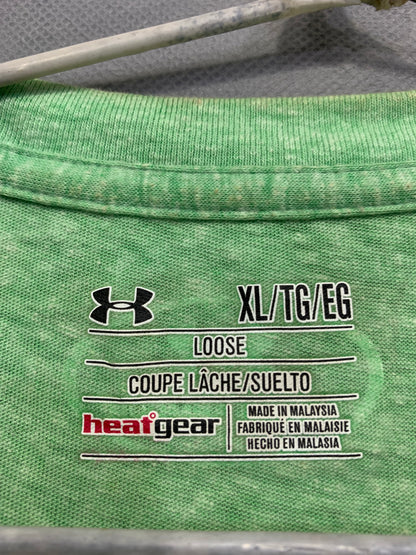 XL/TG/EG
LOOSE
COUPE LÂCHE/SUELTO
heatgear
MADE IN MALAYSIA
FABRIQUÉ EN MALAISIE
HECHO EN MALASIA